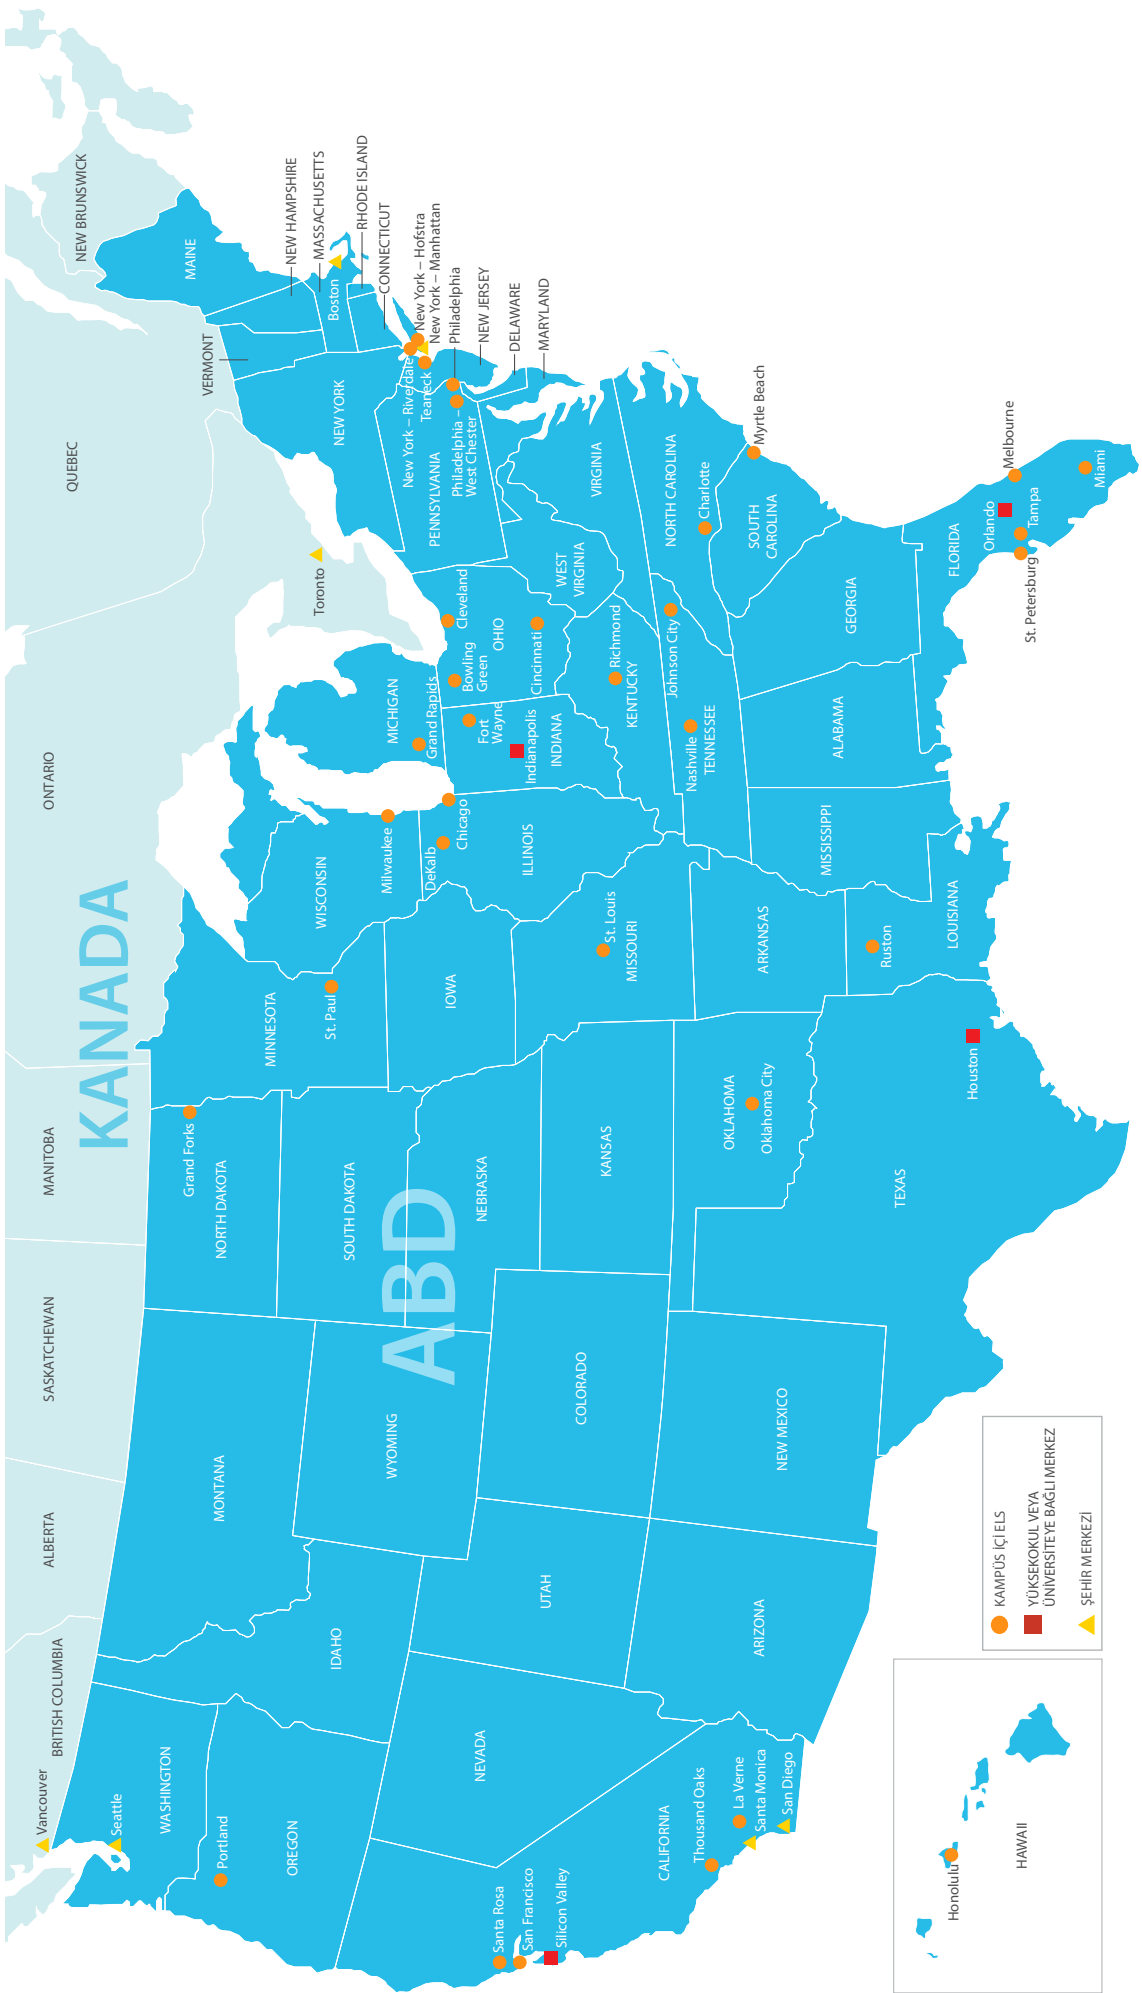 KANADA
ABD
BRITISH COLUMBIA
ALBERTA
SASKATCHEWAN
MANITOBA
ONTARIO
QUEBEC
NEW BRUNSWICK
Vancouver
Seattle
WASHINGTON
Portland
OREGON
IDAHO
MONTANA
WYOMING
NORTH DAKOTA
Grand Forks
SOUTH DAKOTA
NEBRASKA
MINNESOTA
St. Paul
IOWA
WISCONSIN
Milwaukee
MICHIGAN
Grand Rapids
Toronto
VERMONT
MAINE
NEW HAMPSHIRE
MASSACHUSETTS
Boston
RHODE ISLAND
CONNECTICUT
NEW YORK
New York – Hofstra
New York – Manhattan
New York – Riverdale
Teaneck
Philadelphia
Philadelphia –
West Chester
PENNSYLVANIA
NEW JERSEY
DELAWARE
MARYLAND
NEVADA
UTAH
COLORADO
KANSAS
MISSOURI
St. Louis
ILLINOIS
DeKalb
Chicago
INDIANA
Indianapolis
Fort
Wayne
OHIO
Bowling
Green
Cleveland
Cincinnati
WEST
VIRGINIA
VIRGINIA
KENTUCKY
Richmond
CALIFORNIA
Santa Rosa
San Francisco
Silicon Valley
Thousand Oaks
La Verne
Santa Monica
San Diego
ARIZONA
NEW MEXICO
OKLAHOMA
Oklahoma City
TEXAS
Houston
ARKANSAS
LOUISIANA
Ruston
MISSISSIPPI
TENNESSEE
Nashville
Johnson City
NORTH CAROLINA
Charlotte
SOUTH
CAROLINA
Myrtle Beach
ALABAMA
GEORGIA
FLORIDA
Orlando
Melbourne
Tampa
St. Petersburg
Miami
HAWAII
Honolulu
KAMPÜS İÇİ ELS
YÜKSEKOKUL VEYA
ÜNİVERSİTEYE BAĞLI MERKEZ
ŞEHİR MERKEZİ